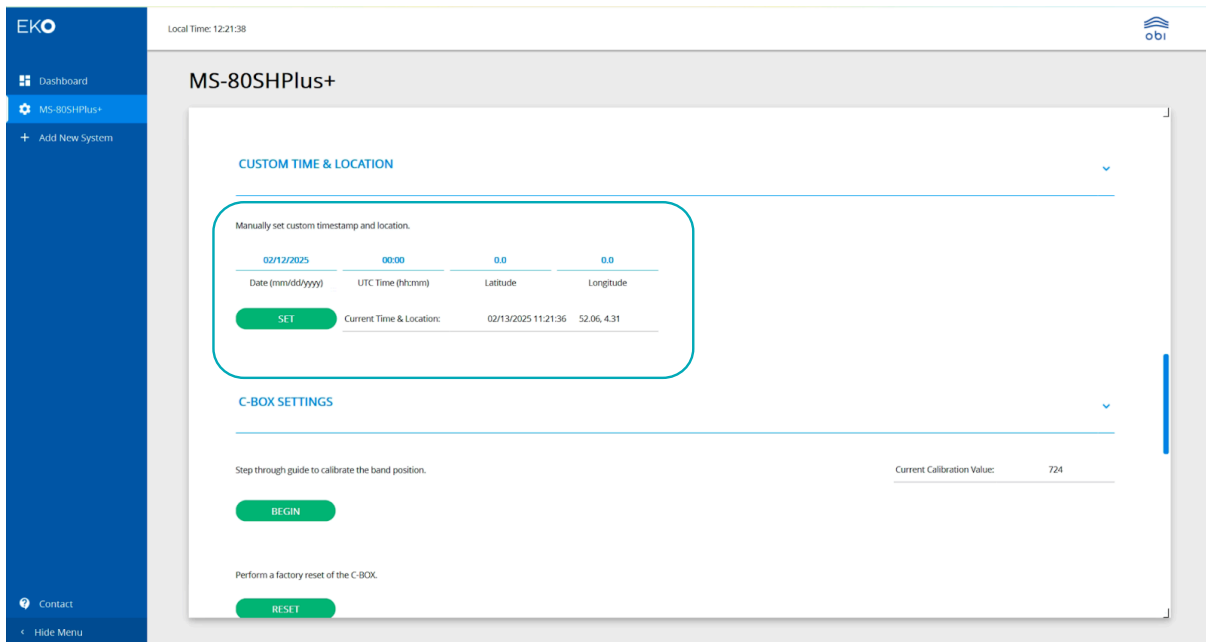 EKO
Local Time: 12:21:38
obi
Dashboard
MS-80SHPlus+
Add New System
MS-80SHPlus+
CUSTOM TIME & LOCATION
Manually set custom timestamp and location.
02/12/2025 00:00 0.0 0.0
Date (mm/dd/yyyy) UTC Time (hh:mm) Latitude Longitude
SET Current Time & Location: 02/13/2025 11:21:36 52.06, 4.31
C-BOX SETTINGS
Step through guide to calibrate the band position. Current Calibration Value: 724
BEGIN
Perform a factory reset of the C-BOX.
RESET
Contact
Hide Menu